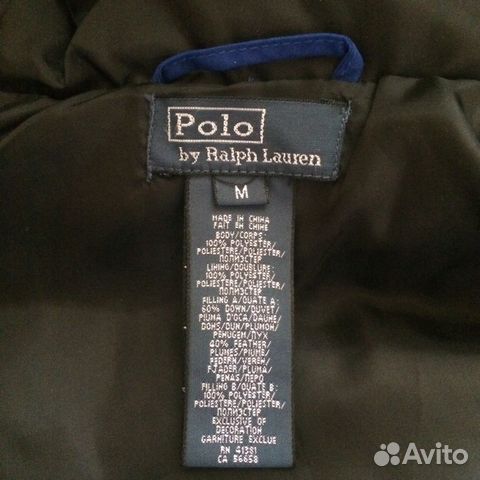 Polo
by Ralph Lauren
M
MADE IN CHINA
FAIT EN CHINE
BODY/CORPS:
100% POLYESTER/
POLIESTERE/POLIESTER/
ПОЛИЭСТЕР
LINING/DOUBLURE:
100% POLYESTER/
POLIESTERE/POLIESTER/
ПОЛИЭСТЕР
FILLING A/OUATE A:
60% DOWN/DUVET/
PIUMA D'OCA/DAUNE/
DOHS/DUN/PLUMON/
PEHUGEM/ПУХ
40% FEATHER/
PLUMES/PIUME/
FEDERN/VEREN/
FJADER/PLUMA/
PENAS/ПЕРО
FILLING B/OUATE B:
100% POLYESTER/
POLIESTERE/POLIESTER/
ПОЛИЭСТЕР
EXCLUSIVE OF
DECORATION
GARNITURE EXCLUE
RN 41381
CA 56658
Avito